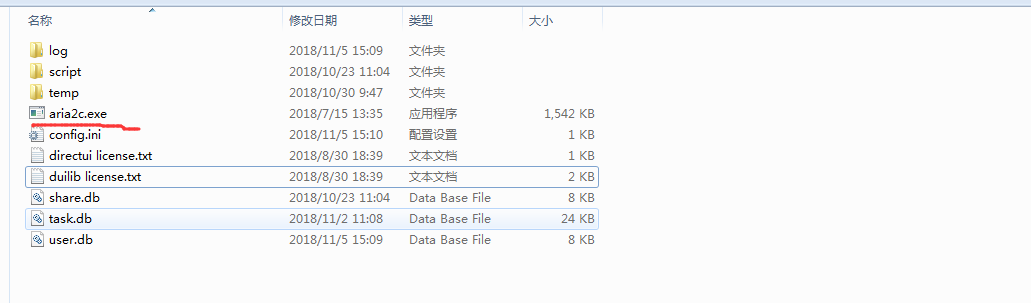 名称 修改日期 类型 大小
log 2018/11/5 15:09 文件夹
script 2018/10/23 11:04 文件夹
temp 2018/10/30 9:47 文件夹
aria2c.exe 2018/7/15 13:35 应用程序 1,542 KB
config.ini 2018/11/5 15:10 配置设置 1 KB
directui license.txt 2018/8/30 18:39 文本文档 1 KB
duilib license.txt 2018/8/30 18:39 文本文档 2 KB
share.db 2018/10/23 11:04 Data Base File 8 KB
task.db 2018/11/2 11:08 Data Base File 24 KB
user.db 2018/11/5 15:09 Data Base File 8 KB